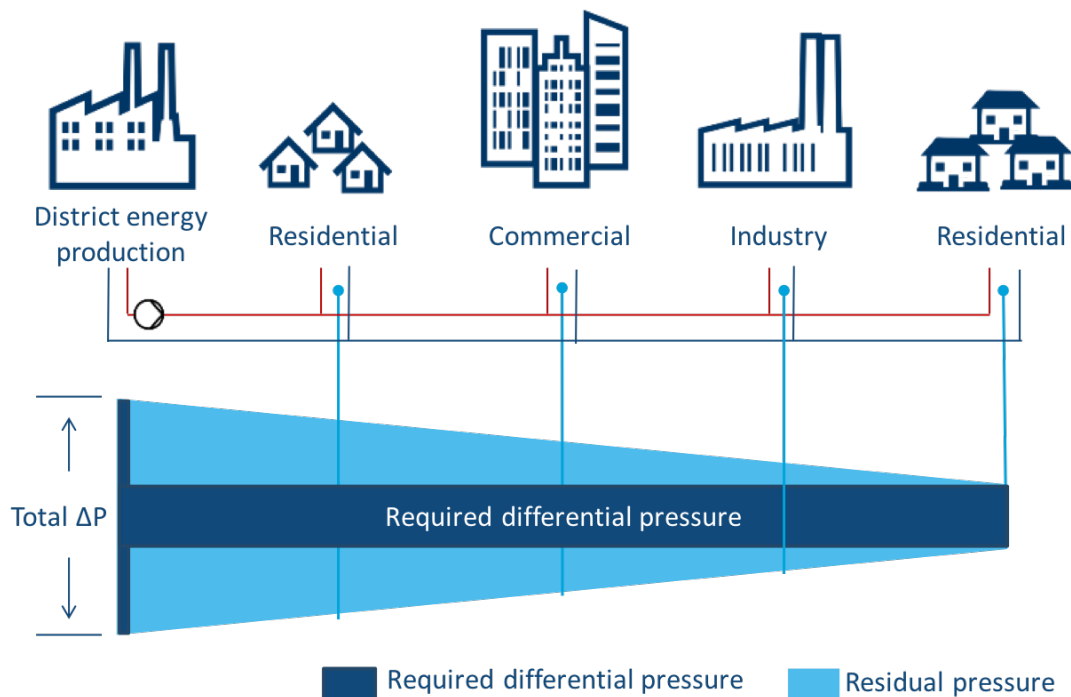 District energy
production
Residential
Commercial
Industry
Residential
Total ΔP
Required differential pressure
Required differential pressure
Residual pressure